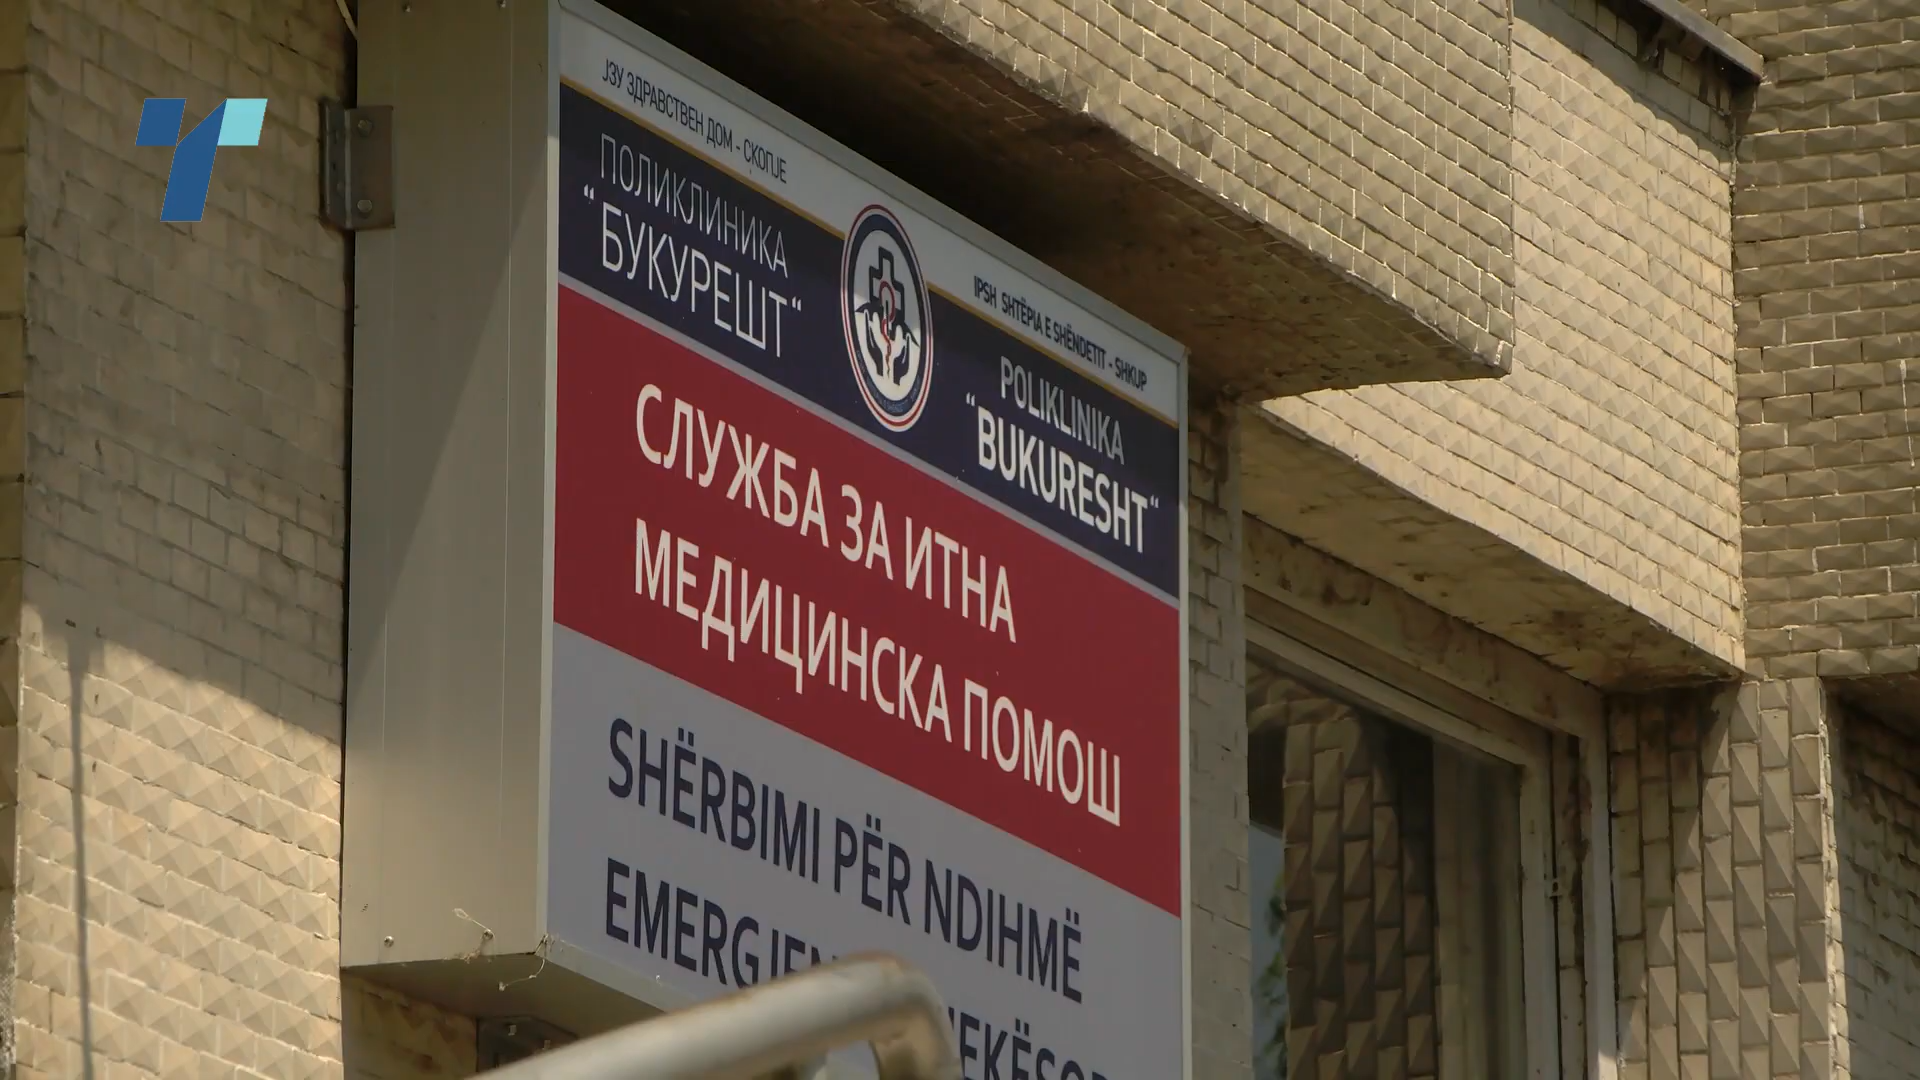 ЈЗУ ЗДРАВСТВЕН ДОМ - СКОПЈЕ
ПОЛИКЛИНИКА
“БУКУРЕШТ“
IPSH SHTËPIA E SHËNDETIT - SHKUP
POLIKLINIKA
“BUKURESHT“
СЛУЖБА ЗА ИТНА
МЕДИЦИНСКА ПОМОШ
SHËRBIMI PËR NDIHMË